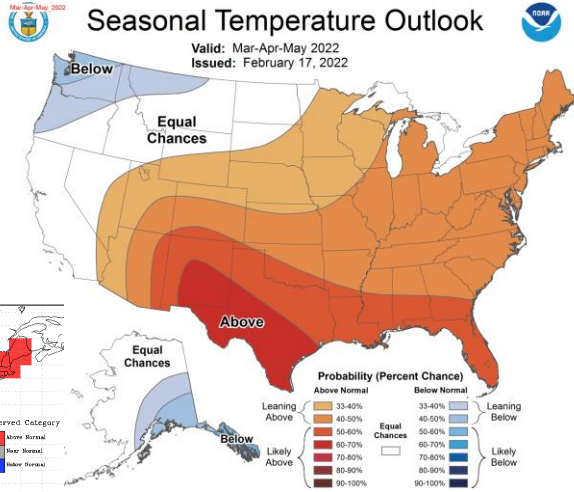 Mar-Apr-May 2022
Seasonal Temperature Outlook
NOAA
Valid: Mar-Apr-May 2022
Issued: February 17, 2022
Below
Equal
Chances
Above
Equal
Chances
Below
Probability (Percent Chance)
Above Normal
Below Normal
Leaning
Above
33-40%
40-50%
Likely
Above
50-60%
60-70%
70-80%
80-90%
90-100%
Equal
Chances
33-40%
40-50%
Leaning
Below
50-60%
60-70%
70-80%
80-90%
90-100%
Likely
Below
erved Category
Above Normal
Near Normal
Below Normal